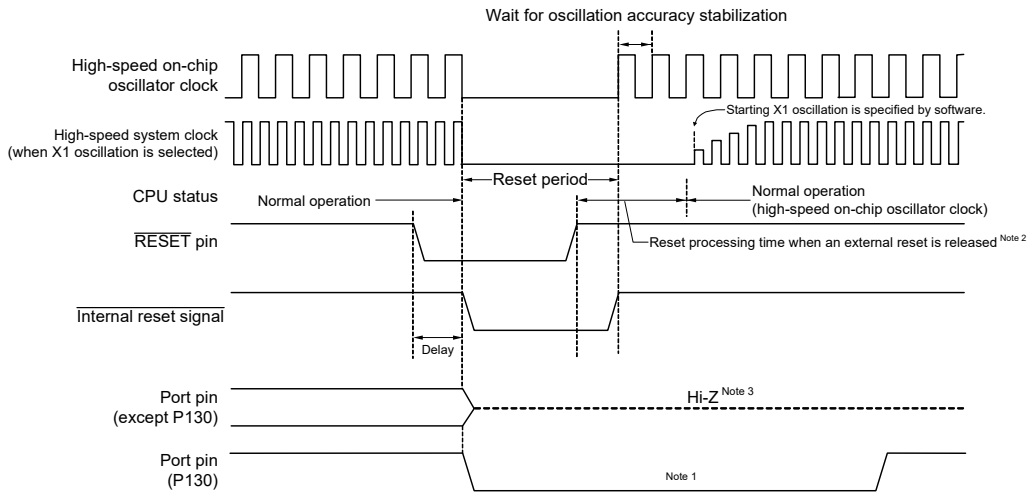 Wait for oscillation accuracy stabilization
High-speed on-chip
oscillator clock
Starting X1 oscillation is specified by software.
High-speed system clock
(when X1 oscillation is selected)
Reset period
CPU status
Normal operation
Normal operation
(high-speed on-chip oscillator clock)
RESET pin
Reset processing time when an external reset is released Note 2
Internal reset signal
Delay
Port pin
(except P130)
Hi-Z Note 3
Port pin
(P130)
Note 1